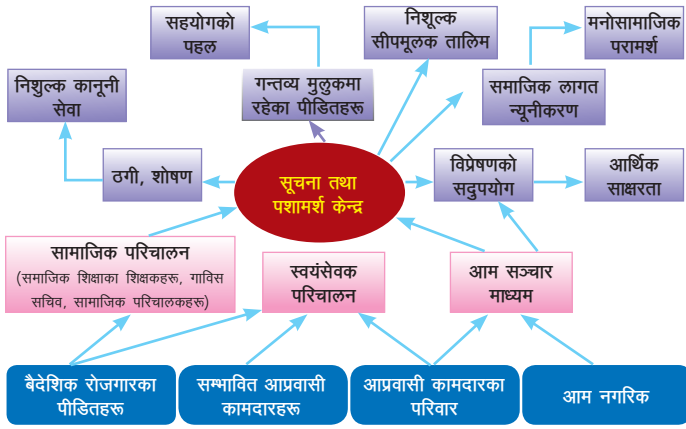 सहयोगको
पहल
निशूल्क
सीपमूलक तालिम
मनोसामाजिक
परामर्श
निशुल्क कानूनी
सेवा
गन्तव्य मुलुकमा
रहेका पीडितहरू
समाजिक लागत
न्यूनीकरण
ठगी, शोषण
सूचना तथा
पशामर्श केन्द्र
विप्रेषणको
सदुपयोग
आर्थिक
साक्षरता
सामाजिक परिचालन
(समाजिक शिक्षाका शिक्षकहरू, गाविस
सचिव, सामाजिक परिचालकहरू)
स्वयंसेवक
परिचालन
आम सञ्चार
माध्यम
बैदेशिक रोजगारका
पीडितहरू
सम्भावित आप्रवासी
कामदारहरू
आप्रवासी कामदारका
परिवार
आम नगरिक